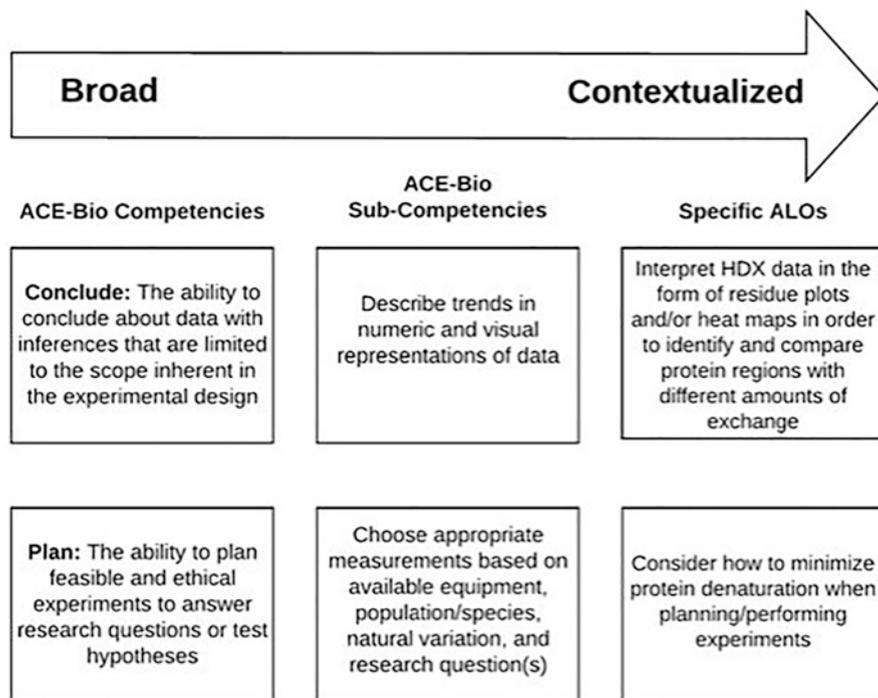 Broad
Contextualized
ACE-Bio Competencies
ACE-Bio
Sub-Competencies
Specific ALOs
Conclude: The ability to
conclude about data with
inferences that are limited
to the scope inherent in
the experimental design
Describe trends in
numeric and visual
representations of data
Interpret HDX data in the
form of residue plots
and/or heat maps in order
to identify and compare
protein regions with
different amounts of
exchange
Plan: The ability to plan
feasible and ethical
experiments to answer
research questions or test
hypotheses
Choose appropriate
measurements based on
available equipment,
population/species,
natural variation, and
research question(s)
Consider how to minimize
protein denaturation when
planning/performing
experiments